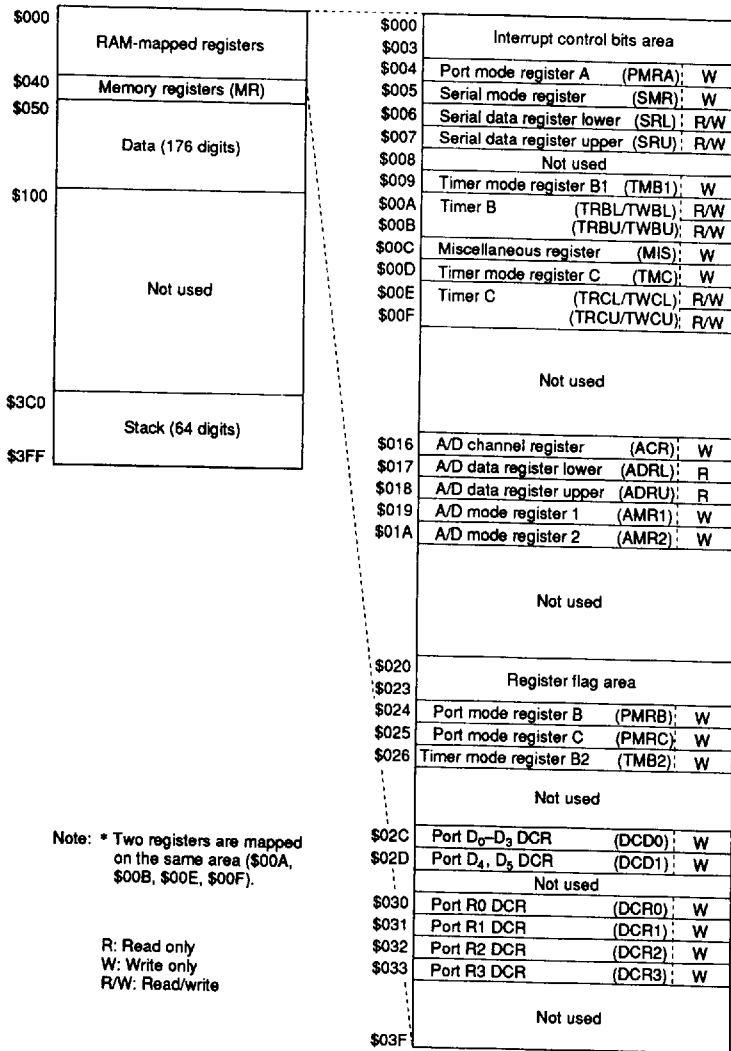 $000
RAM-mapped registers
$040
Memory registers (MR)
$050
Data (176 digits)
$100
Not used
$3C0
Stack (64 digits)
$3FF
$000
Interrupt control bits area
$003
$004 Port mode register A (PMRA) W
$005 Serial mode register (SMR) W
$006 Serial data register lower (SRL) R/W
$007 Serial data register upper (SRU) R/W
$008 Not used
$009 Timer mode register B1 (TMB1) W
$00A Timer B (TRBL/TWBL) R/W
$00B (TRBU/TWBU) R/W
$00C Miscellaneous register (MIS) W
$00D Timer mode register C (TMC) W
$00E Timer C (TRCL/TWCL) R/W
$00F (TRCU/TWCU) R/W
Not used
$016 A/D channel register (ACR) W
$017 A/D data register lower (ADRL) R
$018 A/D data register upper (ADRU) R
$019 A/D mode register 1 (AMR1) W
$01A A/D mode register 2 (AMR2) W
Not used
$020
Register flag area
$023
$024 Port mode register B (PMRB) W
$025 Port mode register C (PMRC) W
$026 Timer mode register B2 (TMB2) W
Not used
$02C Port D0–D3 DCR (DCD0) W
$02D Port D4, D5 DCR (DCD1) W
Not used
$030 Port R0 DCR (DCR0) W
$031 Port R1 DCR (DCR1) W
$032 Port R2 DCR (DCR2) W
$033 Port R3 DCR (DCR3) W
Not used
$03F
Note: * Two registers are mapped
on the same area ($00A,
$00B, $00E, $00F).
R: Read only
W: Write only
R/W: Read/write